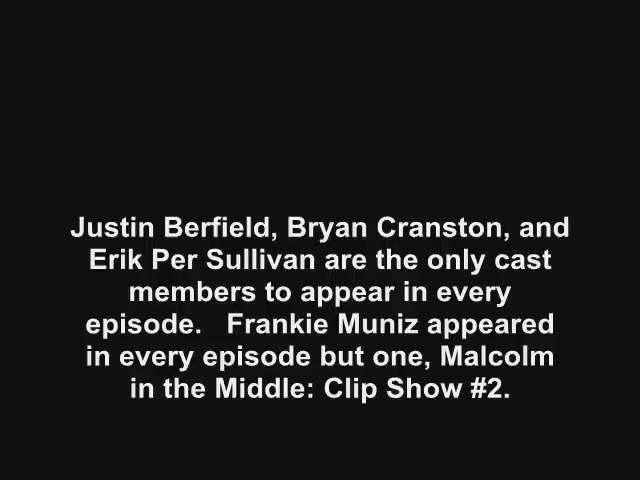 Justin Berfield, Bryan Cranston, and
Erik Per Sullivan are the only cast
members to appear in every
episode.   Frankie Muniz appeared
in every episode but one, Malcolm
in the Middle: Clip Show #2.